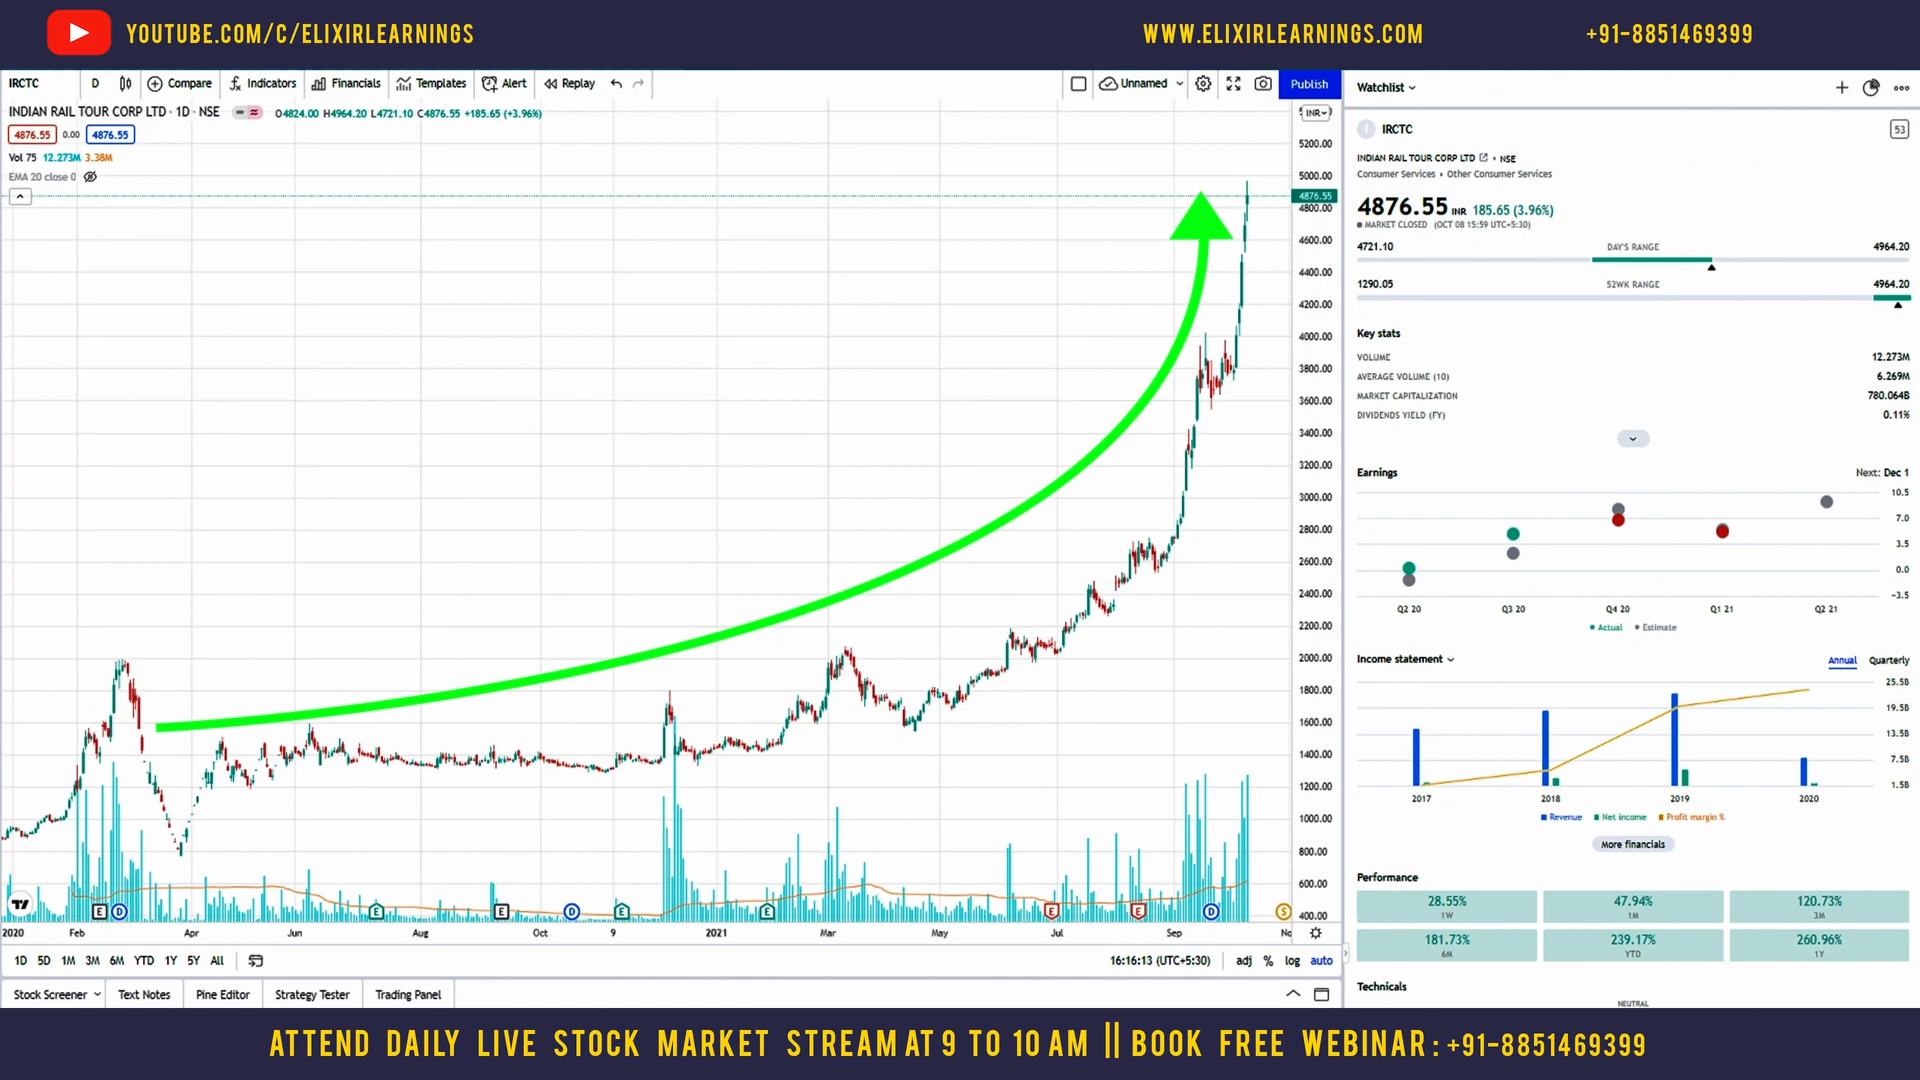 YOUTUBE.COM/C/ELIXIRLEARNINGS
WWW.ELIXIRLEARNINGS.COM
+91-8851469399
IRCTC D Compare Indicators Financials Templates Alert Replay Unnamed Publish
INDIAN RAIL TOUR CORP LTD · 1D · NSE O4824.00 H4964.20 L4721.10 C4876.55 +185.65 (+3.96%)
4876.55 0.00 4876.55
Vol 75 12.273M 3.38M
EMA 20 close 0
INR
5200.00
5000.00
4876.55
4800.00
4600.00
4400.00
4200.00
4000.00
3800.00
3600.00
3400.00
3200.00
3000.00
2800.00
2600.00
2400.00
2200.00
2000.00
1800.00
1600.00
1400.00
1200.00
1000.00
800.00
600.00
400.00
E D E E D E E E E D S
2020 Feb Apr Jun Aug Oct 9 2021 Mar May Jul Sep
1D 5D 1M 3M 6M YTD 1Y 5Y All 16:16:13 (UTC+5:30) adj % log auto
Stock Screener Text Notes Pine Editor Strategy Tester Trading Panel
Watchlist
IRCTC 53
INDIAN RAIL TOUR CORP LTD • NSE
Consumer Services • Other Consumer Services
4876.55 INR 185.65 (3.96%)
MARKET CLOSED (OCT 08 15:59 UTC+5:30)
4721.10 DAY'S RANGE 4964.20
1290.05 52WK RANGE 4964.20
Key stats
VOLUME 12.273M
AVERAGE VOLUME (10) 6.269M
MARKET CAPITALIZATION 780.064B
DIVIDENDS YIELD (FY) 0.11%
Earnings Next: Dec 1
10.5
7.0
3.5
0.0
-3.5
Q2 20 Q3 20 Q4 20 Q1 21 Q2 21
Actual Estimate
Income statement Annual Quarterly
25.5B
19.5B
13.5B
7.5B
1.5B
2017 2018 2019 2020
Revenue Net income Profit margin %
More financials
Performance
28.55% 47.94% 120.73%
1W 1M 3M
181.73% 239.17% 260.96%
6M YTD 1Y
Technicals
NEUTRAL
ATTEND DAILY LIVE STOCK MARKET STREAM AT 9 TO 10 AM || BOOK FREE WEBINAR : +91-8851469399